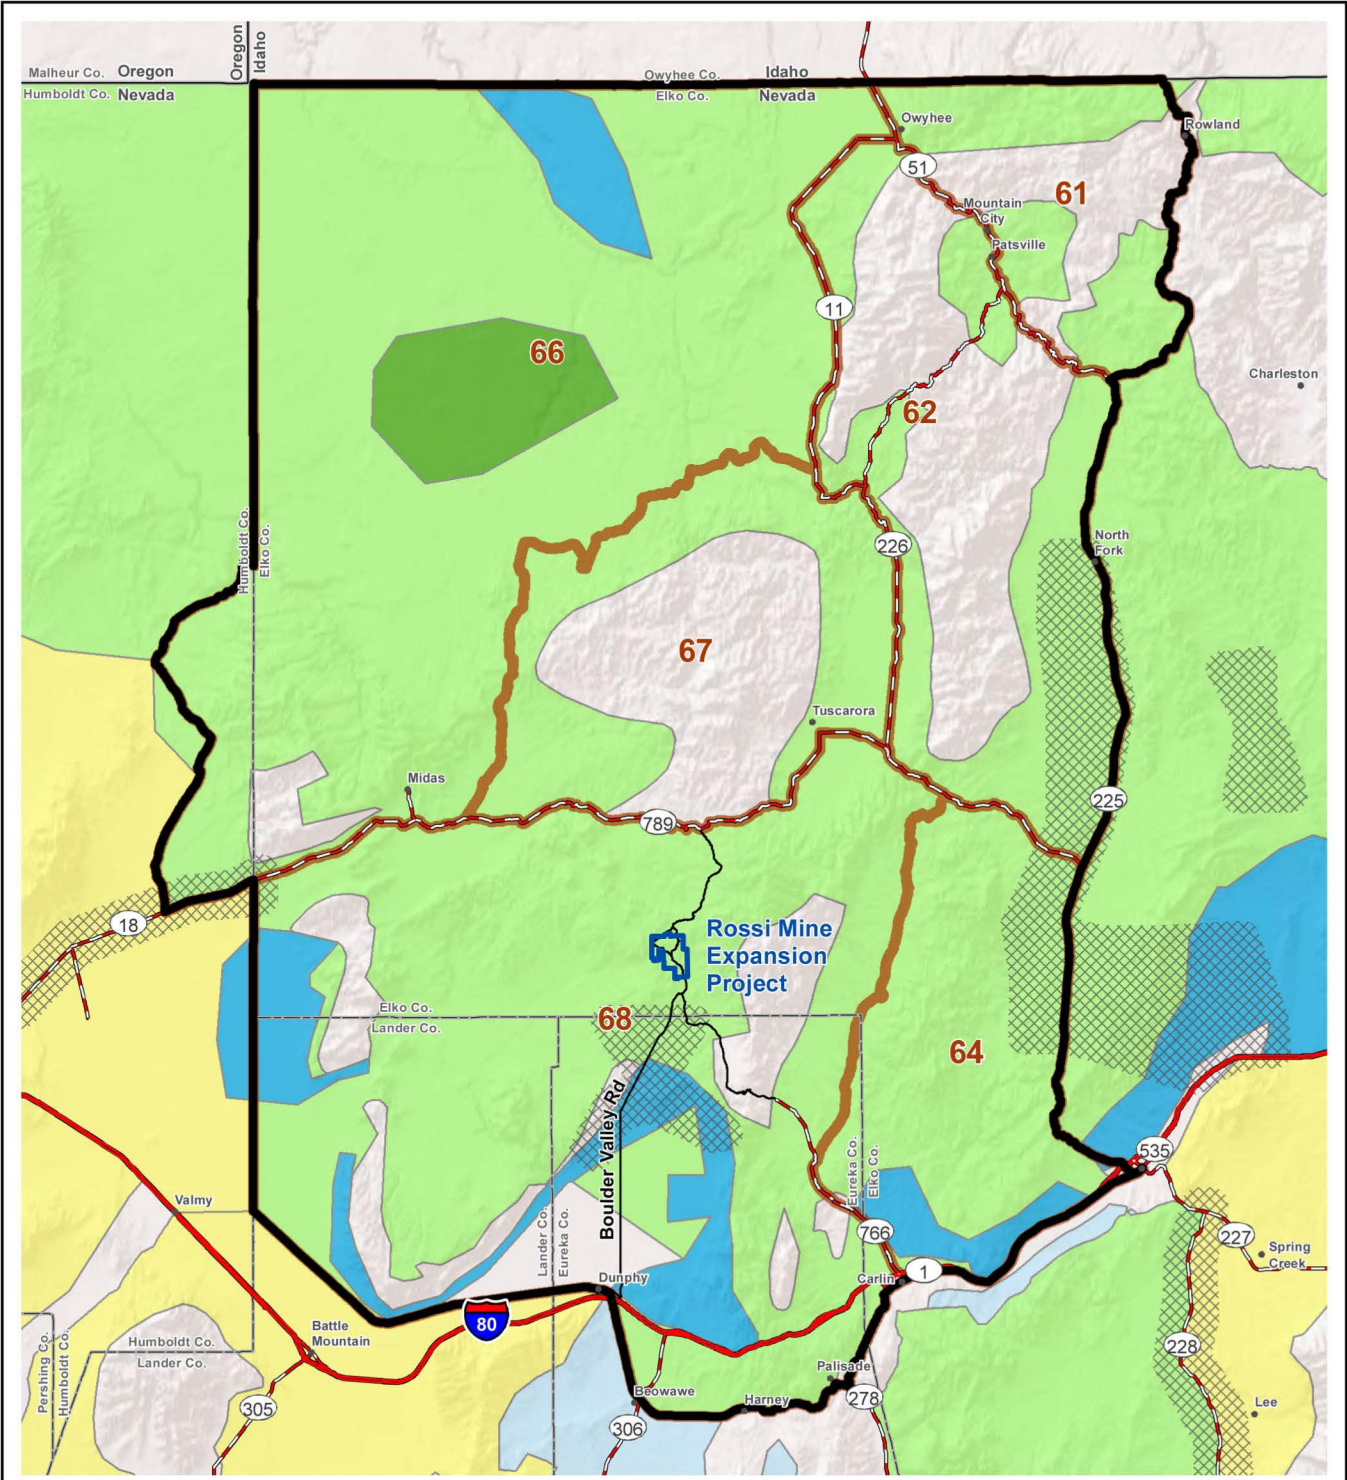 Oregon
Idaho
Malheur Co. Oregon
Humboldt Co. Nevada
Owyhee Co. Idaho
Elko Co. Nevada
Owyhee
Rowland
51
61
Mountain
City
Patsville
11
66
Charleston
62
Humboldt Co.
Elko Co.
226
North
Fork
67
Tuscarora
Midas
225
789
18
Rossi Mine
Expansion
Project
Elko Co.
Lander Co.
68
64
Boulder Valley Rd
Eureka Co.
Elko Co.
535
Valmy
Lander Co.
Eureka Co.
766
227
Spring
Creek
1
Carlin
Dunphy
80
Battle
Mountain
Humboldt Co.
Lander Co.
Pershing Co.
Humboldt Co.
228
Palisade
Beowawe
Harney
278
305
306
Lee